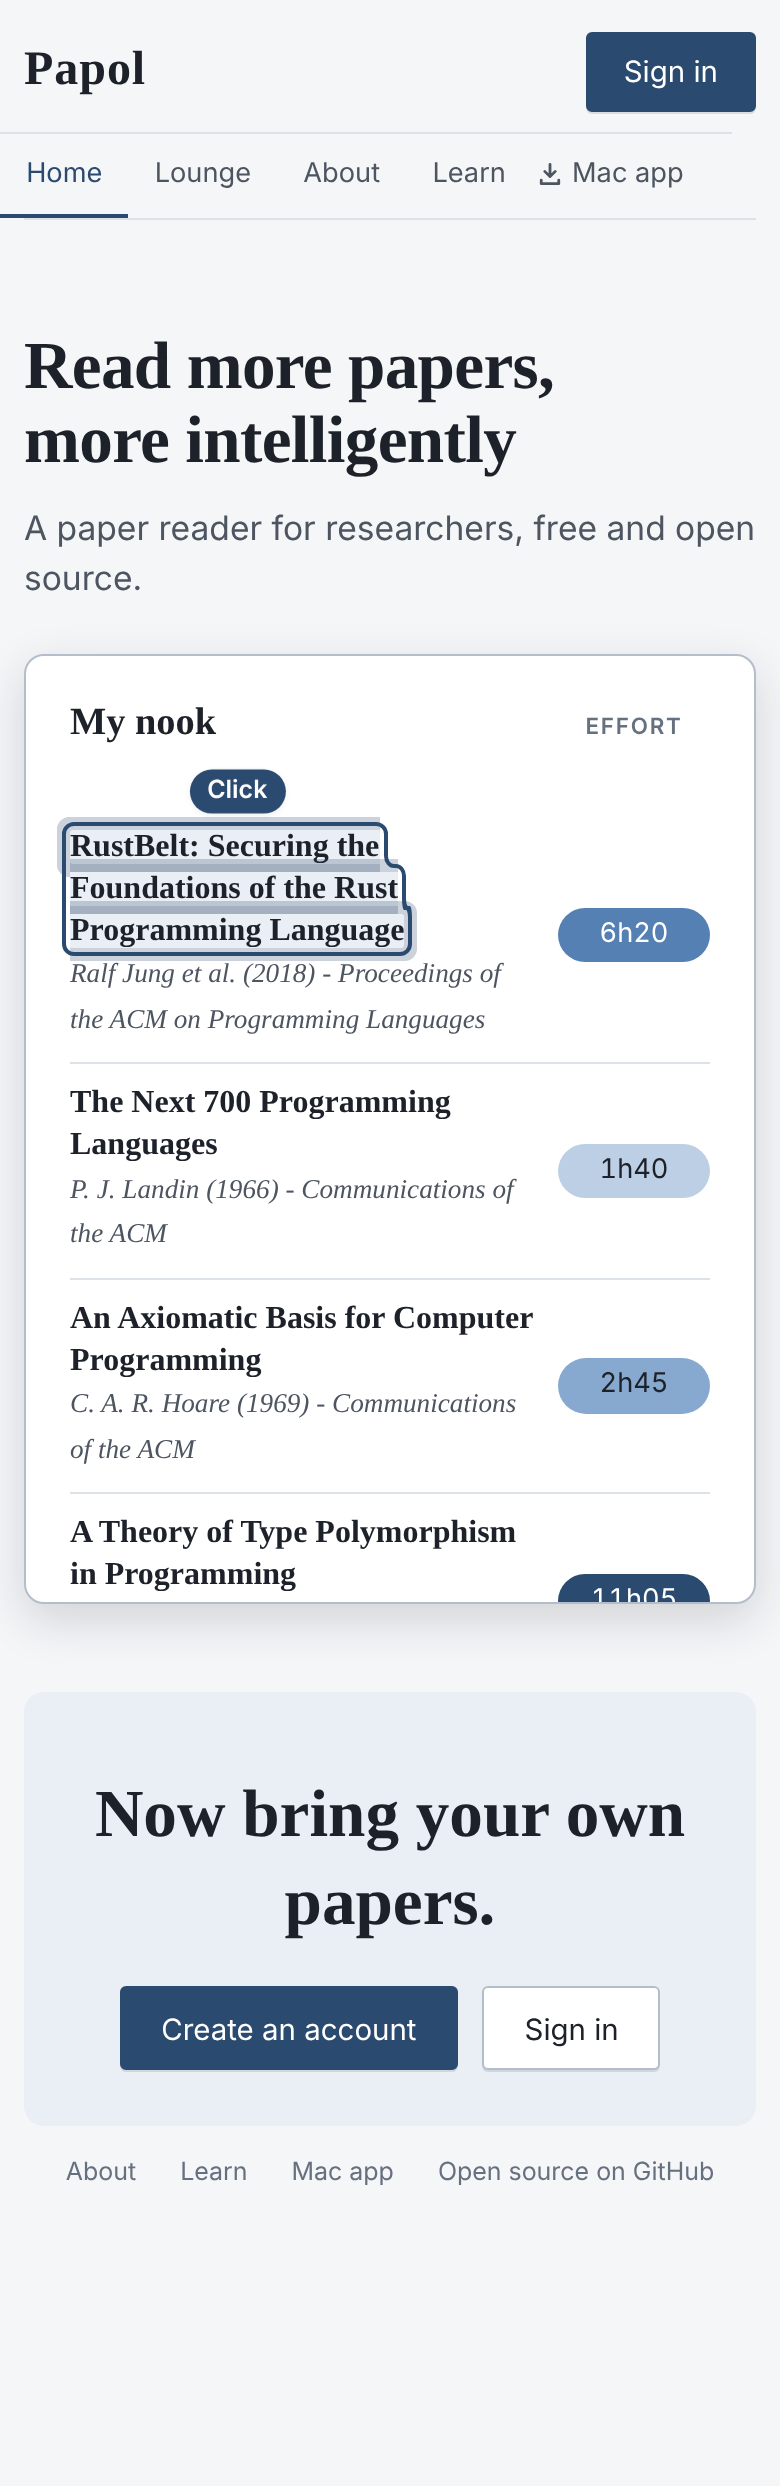 Papol
Sign in
Home
Lounge
About
Learn
Mac app
Read more papers,
more intelligently
A paper reader for researchers, free and open
source.
My nook
EFFORT
Click
RustBelt: Securing the
Foundations of the Rust
Programming Language
6h20
Ralf Jung et al. (2018) - Proceedings of
the ACM on Programming Languages
The Next 700 Programming
Languages
1h40
P. J. Landin (1966) - Communications of
the ACM
An Axiomatic Basis for Computer
Programming
2h45
C. A. R. Hoare (1969) - Communications
of the ACM
A Theory of Type Polymorphism
in Programming
11h05
Now bring your own
papers.
Create an account
Sign in
About
Learn
Mac app
Open source on GitHub